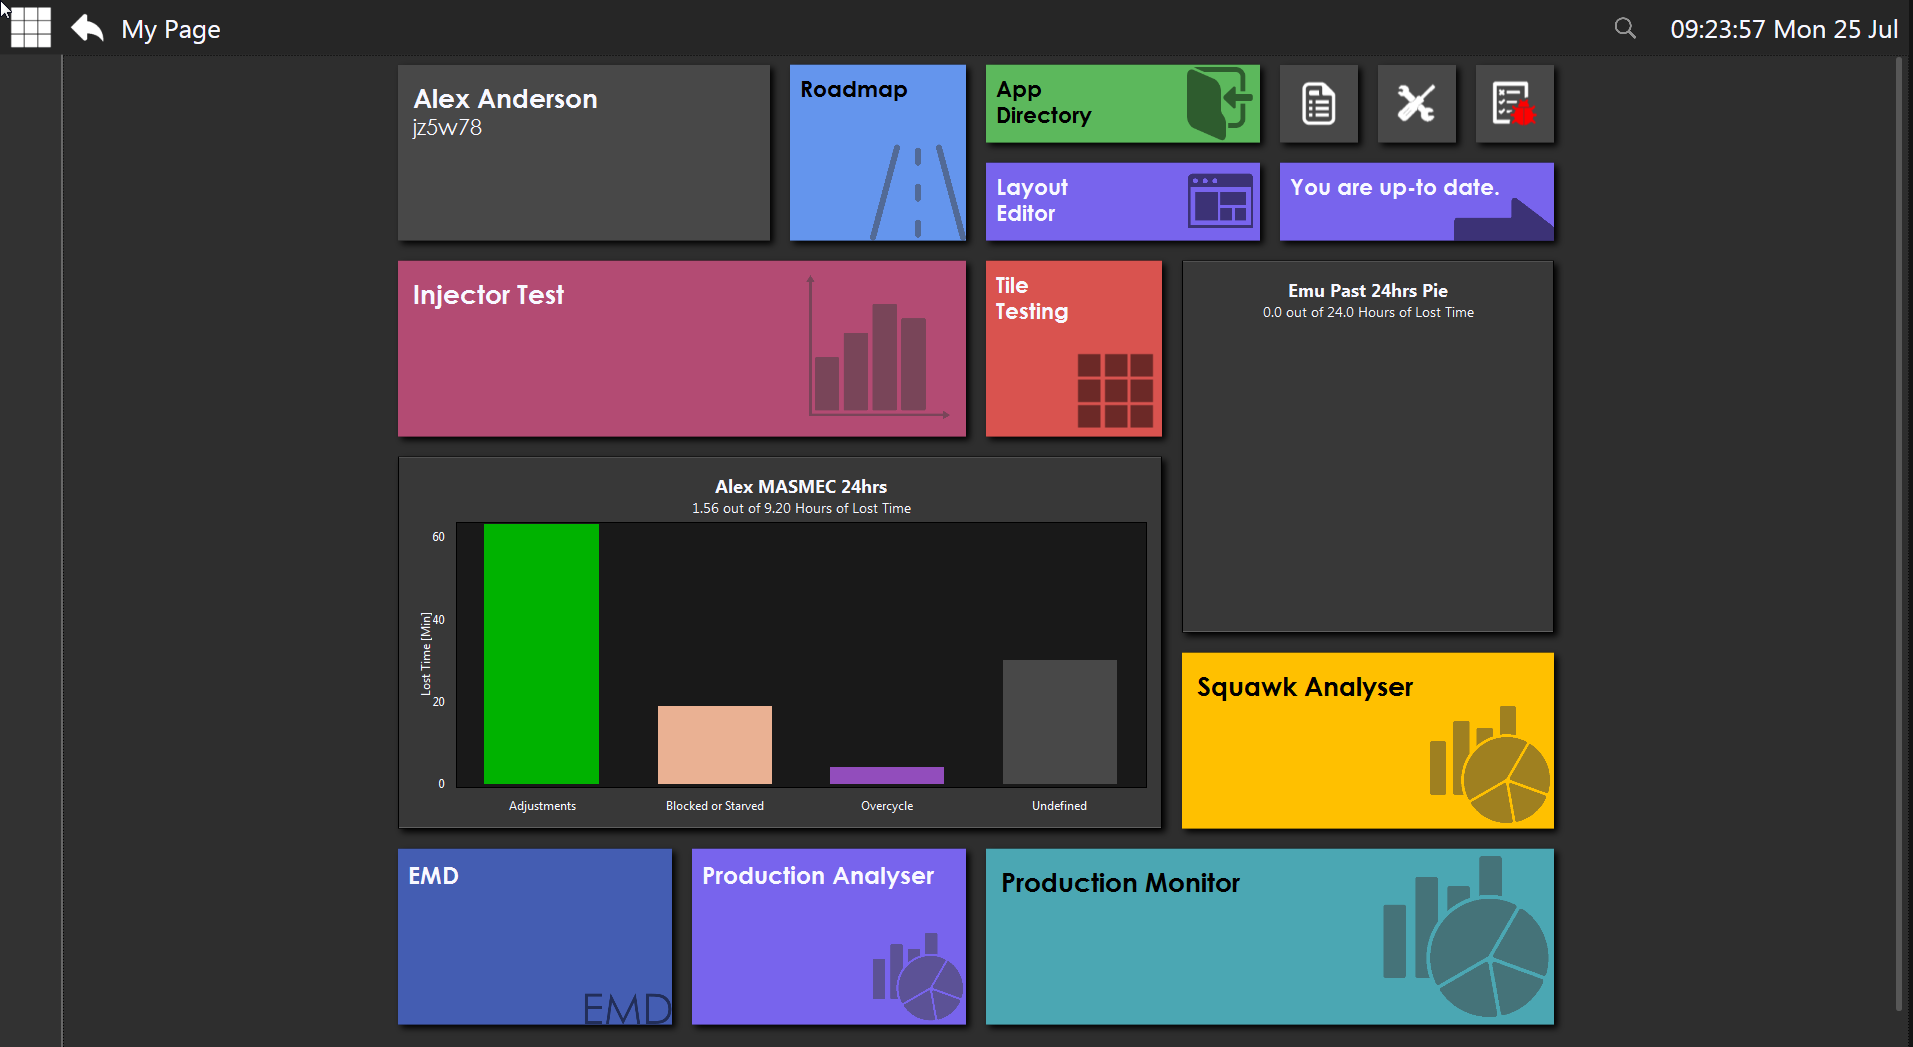 My Page
09:23:57 Mon 25 Jul
Alex Anderson
jz5w78
Roadmap
App
Directory
Layout
Editor
You are up-to date.
Injector Test
Tile
Testing
Emu Past 24hrs Pie
0.0 out of 24.0 Hours of Lost Time
Alex MASMEC 24hrs
1.56 out of 9.20 Hours of Lost Time
Lost Time [Min]
60
40
20
0
Adjustments
Blocked or Starved
Overcycle
Undefined
Squawk Analyser
EMD
EMD
Production Analyser
Production Monitor